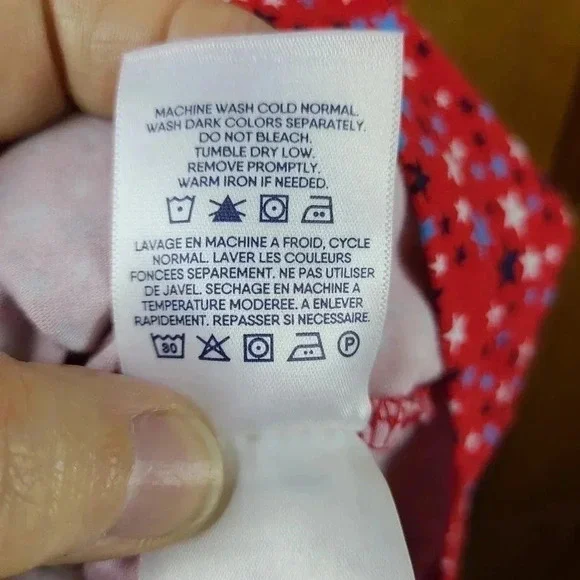 MACHINE WASH COLD NORMAL.
WASH DARK COLORS SEPARATELY.
DO NOT BLEACH.
TUMBLE DRY LOW.
REMOVE PROMPTLY.
WARM IRON IF NEEDED.
LAVAGE EN MACHINE A FROID, CYCLE
NORMAL. LAVER LES COULEURS
FONCEES SEPAREMENT. NE PAS UTILISER
DE JAVEL. SECHAGE EN MACHINE A
TEMPERATURE MODEREE. A ENLEVER
RAPIDEMENT. REPASSER SI NECESSAIRE.
80 P